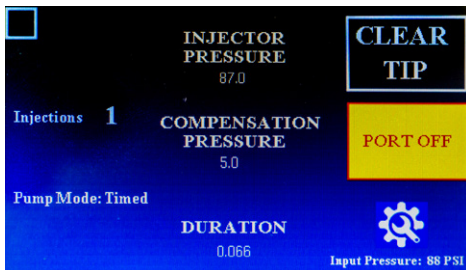 INJECTOR
PRESSURE
87.0
CLEAR
TIP
Injections 1
COMPENSATION
PRESSURE
5.0
PORT OFF
Pump Mode: Timed
DURATION
0.066
Input Pressure: 88 PSI